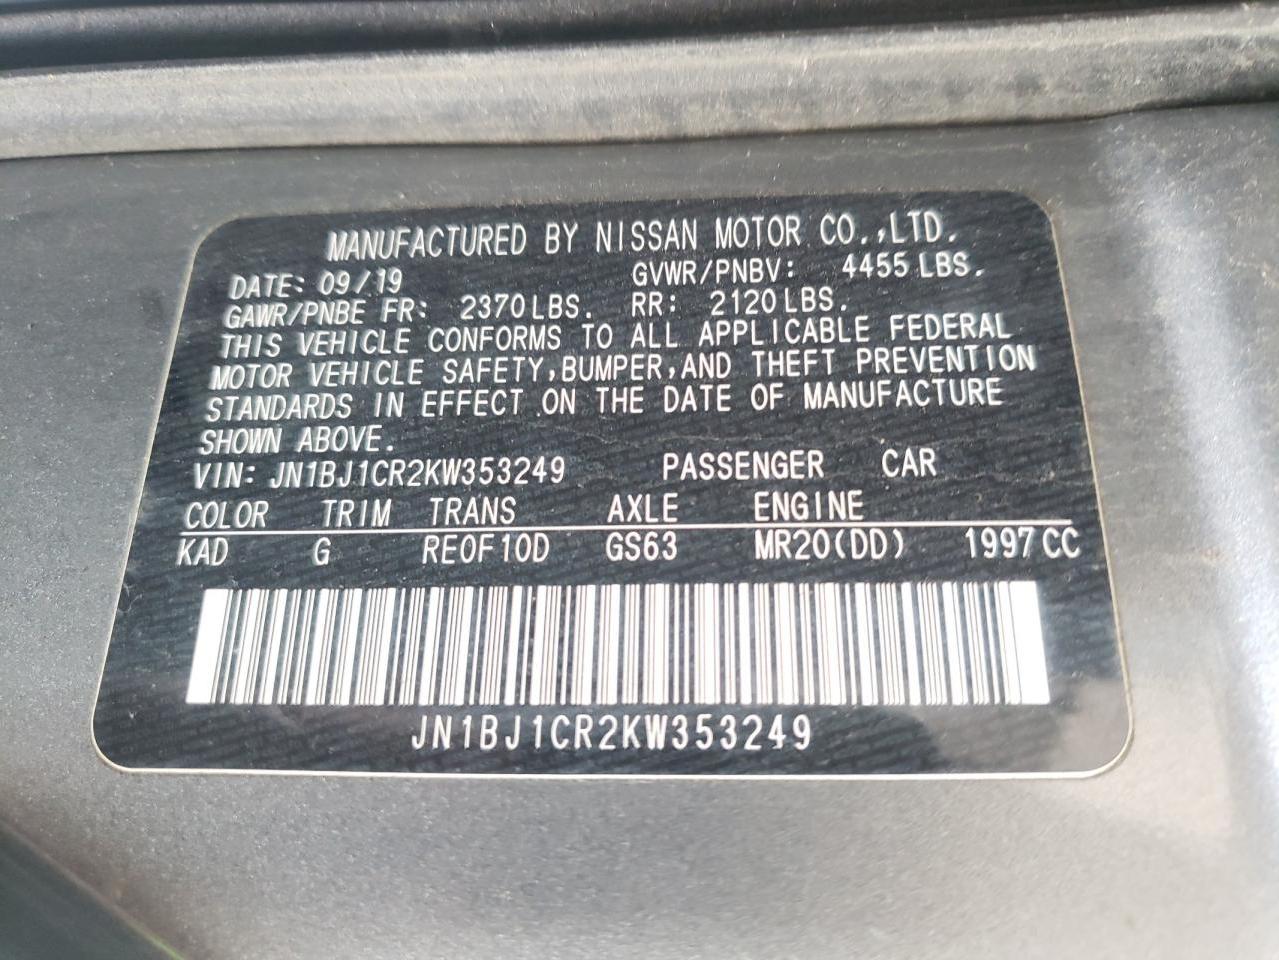 MANUFACTURED BY NISSAN MOTOR CO.,LTD.
DATE: 09/19 GVWR/PNBV: 4455 LBS.
GAWR/PNBE FR: 2370 LBS. RR: 2120 LBS.
THIS VEHICLE CONFORMS TO ALL APPLICABLE FEDERAL
MOTOR VEHICLE SAFETY,BUMPER,AND THEFT PREVENTION
STANDARDS IN EFFECT ON THE DATE OF MANUFACTURE
SHOWN ABOVE.
VIN: JN1BJ1CR2KW353249 PASSENGER CAR
COLOR TRIM TRANS AXLE ENGINE
KAD G REOF10D GS63 MR20(DD) 1997 CC
JN1BJ1CR2KW353249